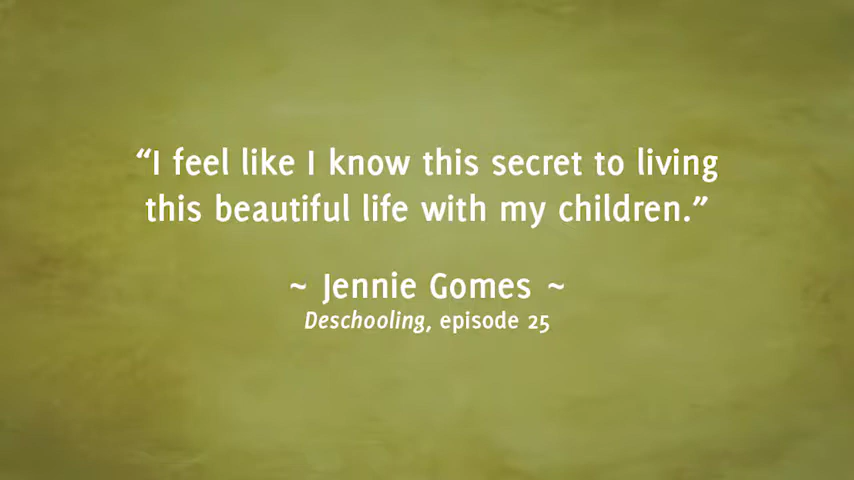 “I feel like I know this secret to living
this beautiful life with my children.”
~ Jennie Gomes ~
Deschooling, episode 25